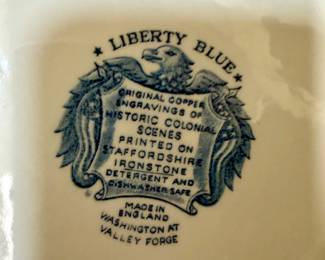 ★ LIBERTY BLUE ★
ORIGINAL COPPER
ENGRAVINGS OF
HISTORIC COLONIAL
SCENES
PRINTED ON
STAFFORDSHIRE
IRONSTONE
DETERGENT AND
DISHWASHER SAFE
MADE IN
ENGLAND
WASHINGTON AT
VALLEY FORGE